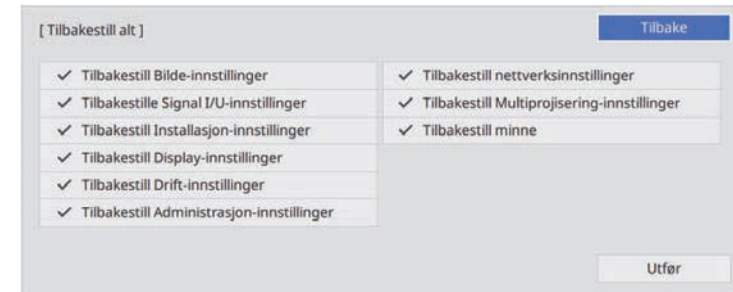 [ Tilbakestill alt ]
Tilbake
Tilbakestill Bilde-innstillinger
Tilbakestille Signal I/U-innstillinger
Tilbakestill Installasjon-innstillinger
Tilbakestill Display-innstillinger
Tilbakestill Drift-innstillinger
Tilbakestill Administrasjon-innstillinger
Tilbakestill nettverksinnstillinger
Tilbakestill Multiprojisering-innstillinger
Tilbakestill minne
Utfør